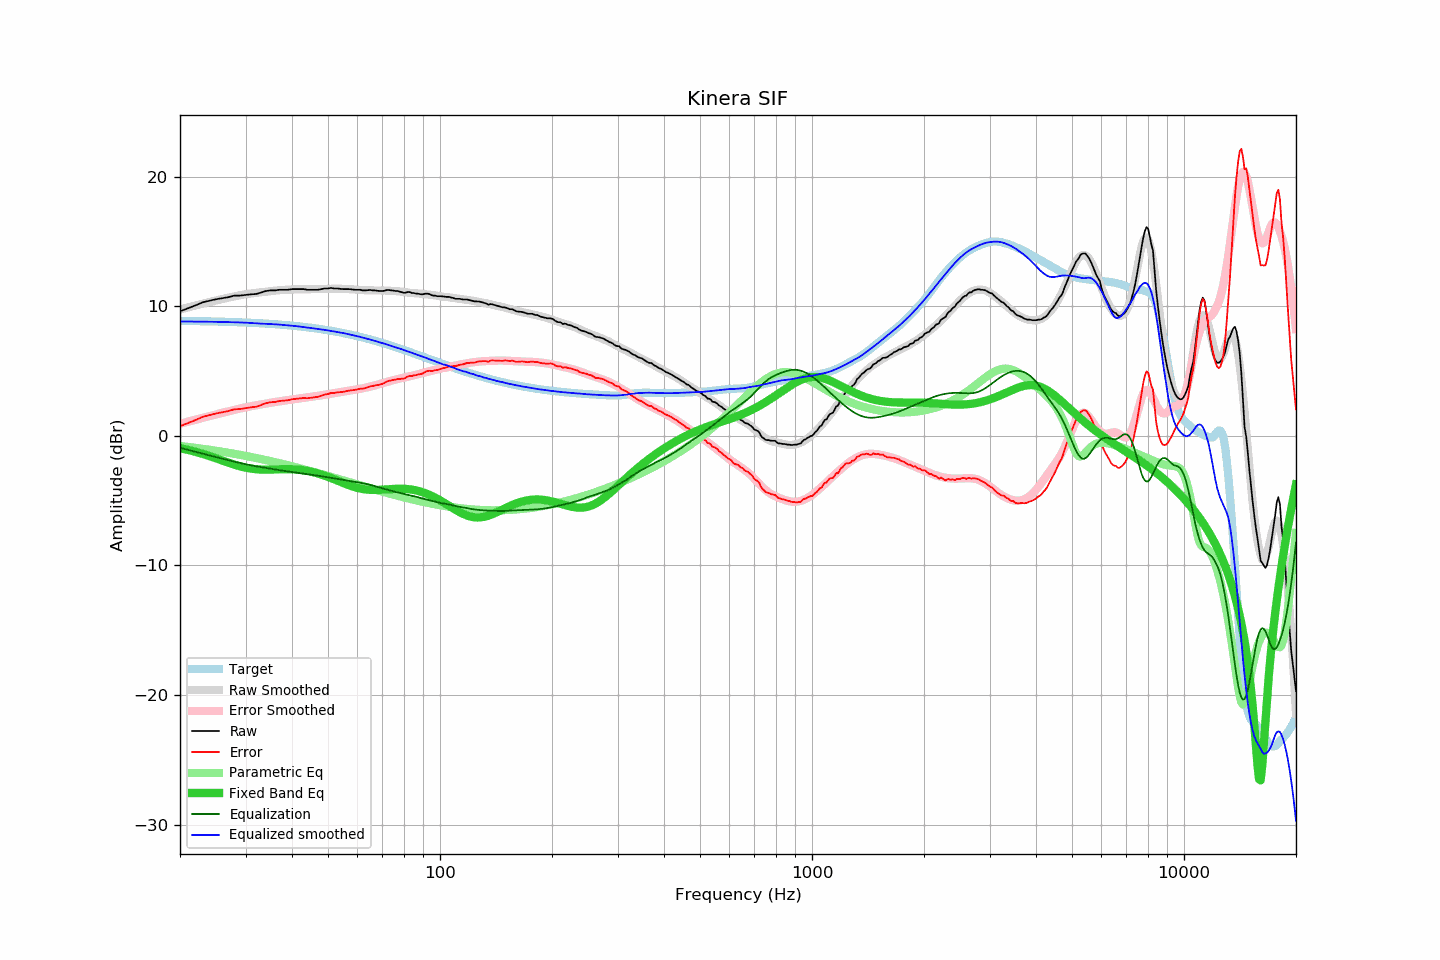 Kinera SIF
20
10
0
−10
−20
−30
Amplitude (dBr)
Target
Raw Smoothed
Error Smoothed
Raw
Error
Parametric Eq
Fixed Band Eq
Equalization
Equalized smoothed
100
1000
10000
Frequency (Hz)